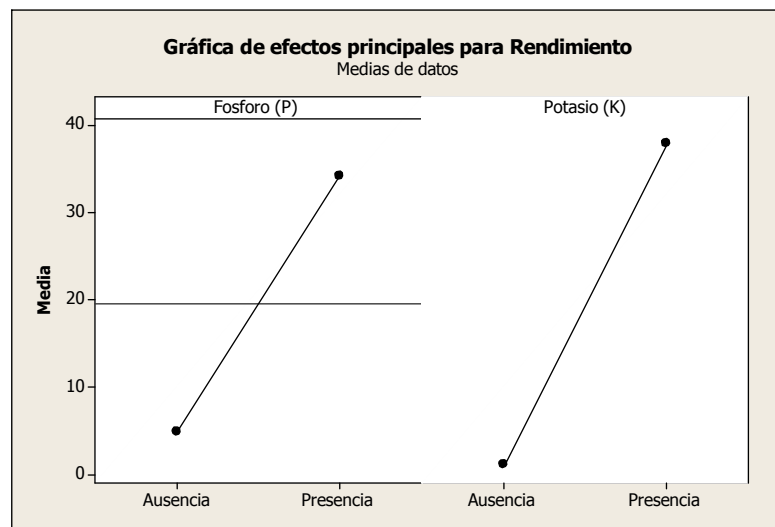 Gráfica de efectos principales para Rendimiento
Medias de datos
Fosforo (P)
Potasio (K)
Media
40
30
20
10
0
Ausencia
Presencia
Ausencia
Presencia